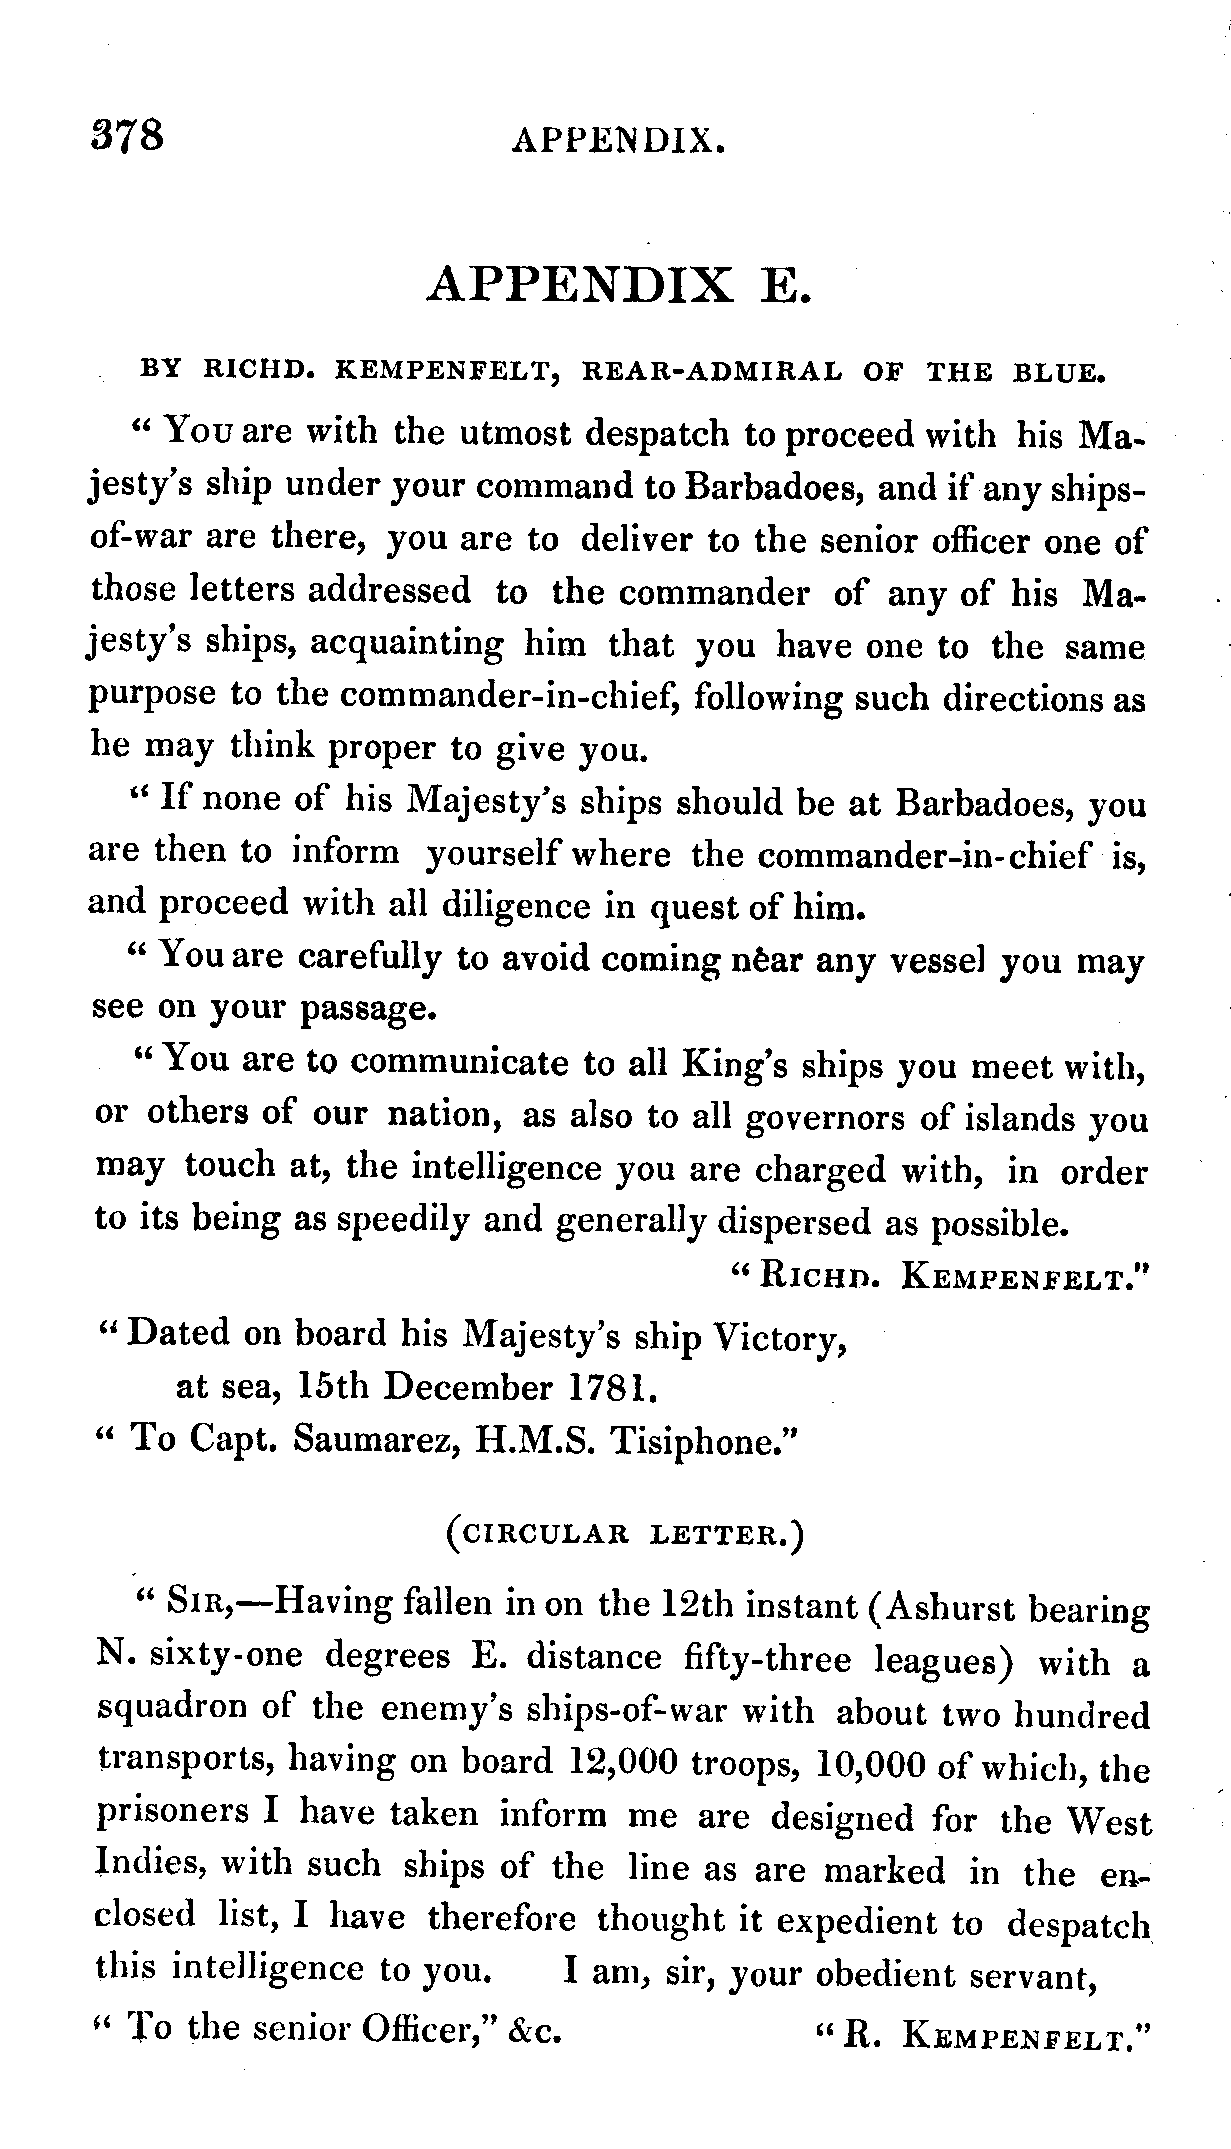 378 APPENDIX.
APPENDIX E.
BY RICHD. KEMPENFELT, REAR-ADMIRAL OF THE BLUE.
“ You are with the utmost despatch to proceed with his Ma-
jesty's ship under your command to Barbadoes, and if any ships-
of-war are there, you are to deliver to the senior officer one of
those letters addressed to the commander of any of his Ma-
jesty's ships, acquainting him that you have one to the same
purpose to the commander-in-chief, following such directions as
he may think proper to give you.
“ If none of his Majesty's ships should be at Barbadoes, you
are then to inform yourself where the commander-in-chief is,
and proceed with all diligence in quest of him.
“ You are carefully to avoid coming near any vessel you may
see on your passage.
“ You are to communicate to all King's ships you meet with,
or others of our nation, as also to all governors of islands you
may touch at, the intelligence you are charged with, in order
to its being as speedily and generally dispersed as possible.
“ RICHD. KEMPENFELT.”
“ Dated on board his Majesty's ship Victory,
at sea, 15th December 1781.
“ To Capt. Saumarez, H.M.S. Tisiphone.”
(CIRCULAR LETTER.)
“ SIR,—Having fallen in on the 12th instant (Ashurst bearing
N. sixty-one degrees E. distance fifty-three leagues) with a
squadron of the enemy's ships-of-war with about two hundred
transports, having on board 12,000 troops, 10,000 of which, the
prisoners I have taken inform me are designed for the West
Indies, with such ships of the line as are marked in the en-
closed list, I have therefore thought it expedient to despatch
this intelligence to you. I am, sir, your obedient servant,
“ To the senior Officer,” &c. “ R. KEMPENFELT.”